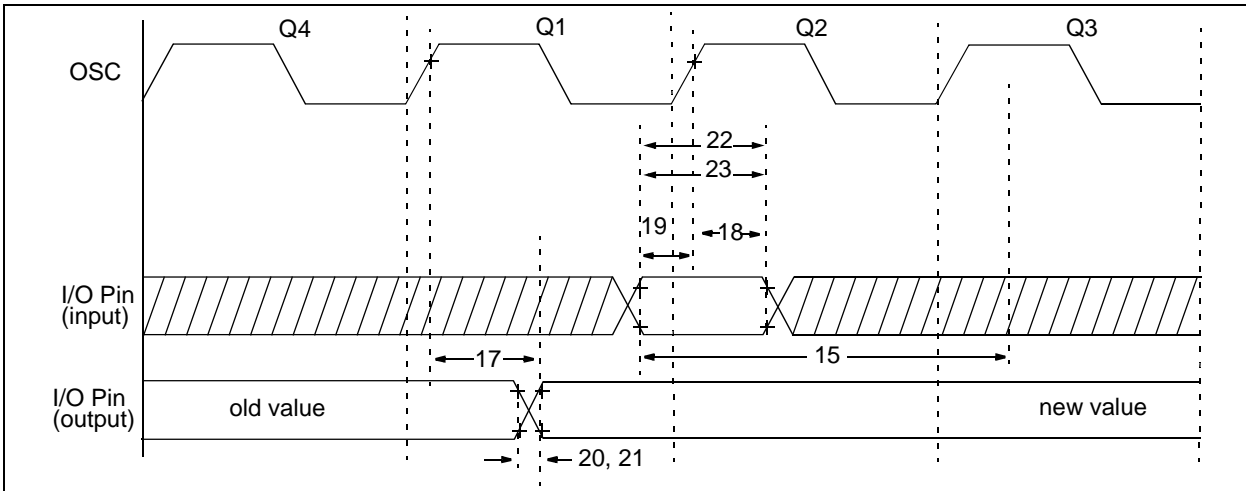 Q4
Q1
Q2
Q3
OSC
22
23
19
18
I/O Pin
(input)
17
15
I/O Pin
(output)
old value
new value
20, 21